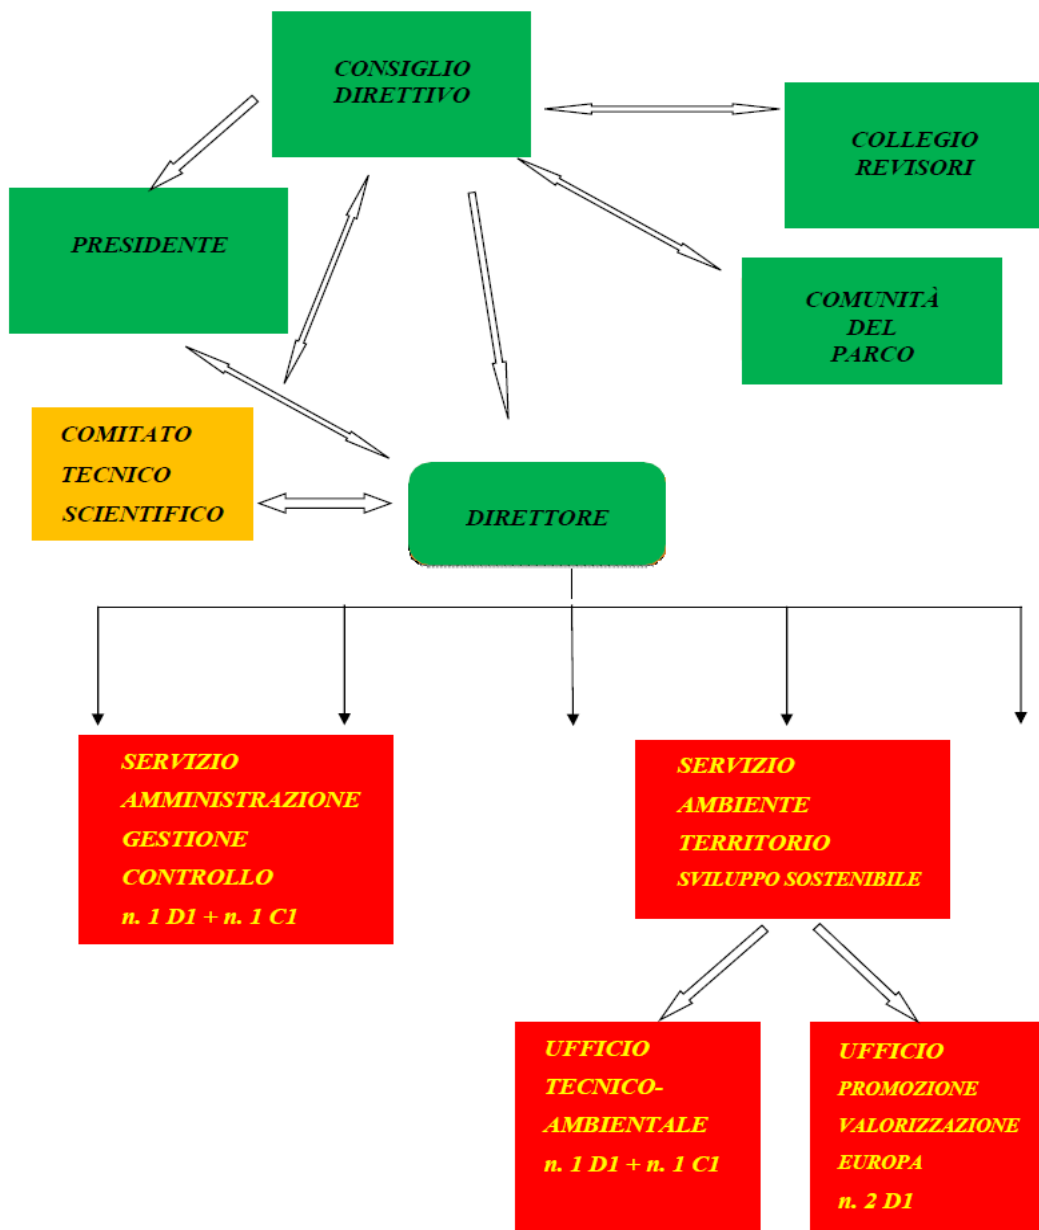 CONSIGLIO
DIRETTIVO
COLLEGIO
REVISORI
PRESIDENTE
COMUNITÀ
DEL
PARCO
COMITATO
TECNICO
SCIENTIFICO
DIRETTORE
SERVIZIO
AMMINISTRAZIONE
GESTIONE
CONTROLLO
n. 1 D1 + n. 1 C1
SERVIZIO
AMBIENTE
TERRITORIO
SVILUPPO SOSTENIBILE
UFFICIO
TECNICO-
AMBIENTALE
n. 1 D1 + n. 1 C1
UFFICIO
PROMOZIONE
VALORIZZAZIONE
EUROPA
n. 2 D1